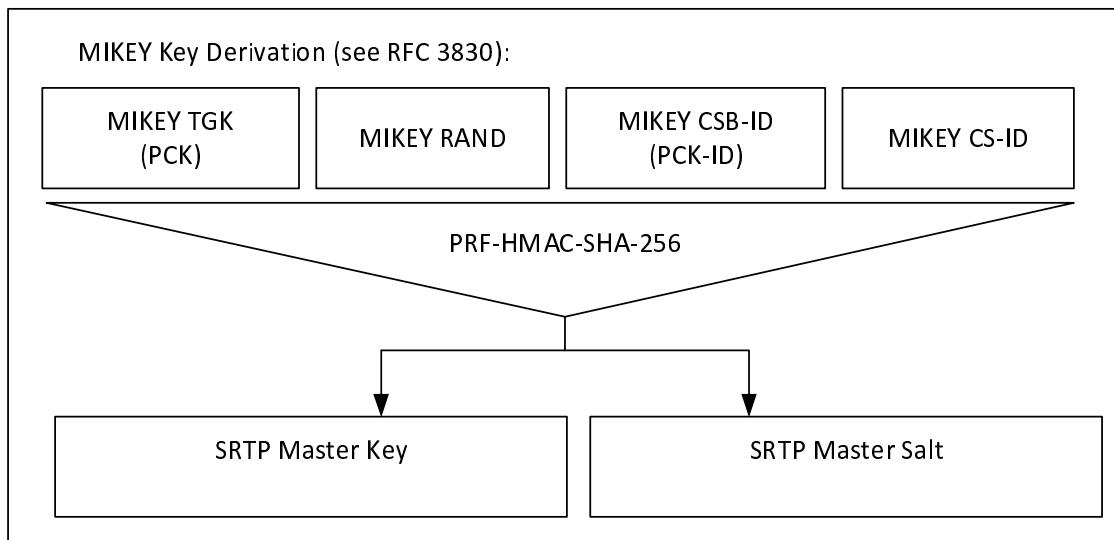 MIKEY Key Derivation (see RFC 3830):
MIKEY TGK
(PCK)
MIKEY RAND
MIKEY CSB-ID
(PCK-ID)
MIKEY CS-ID
PRF-HMAC-SHA-256
SRTP Master Key
SRTP Master Salt